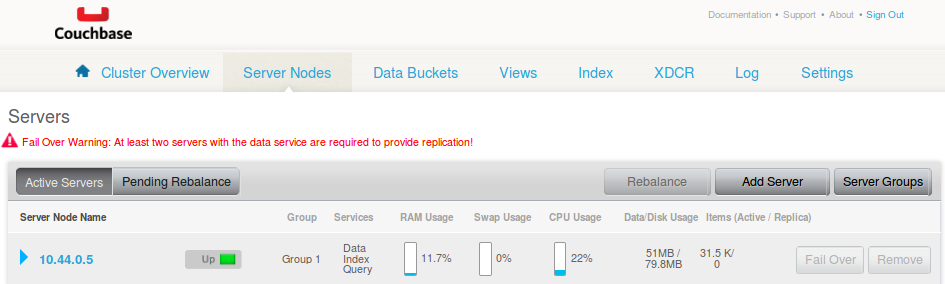 Documentation • Support • About • Sign Out
Couchbase
Cluster Overview Server Nodes Data Buckets Views Index XDCR Log Settings
Servers
Fail Over Warning: At least two servers with the data service are required to provide replication!
Active Servers Pending Rebalance Rebalance Add Server Server Groups
Server Node Name Group Services RAM Usage Swap Usage CPU Usage Data/Disk Usage Items (Active / Replica)
10.44.0.5 Up Group 1 Data Index Query 11.7% 0% 22% 51MB / 79.8MB 31.5 K/ 0 Fail Over Remove